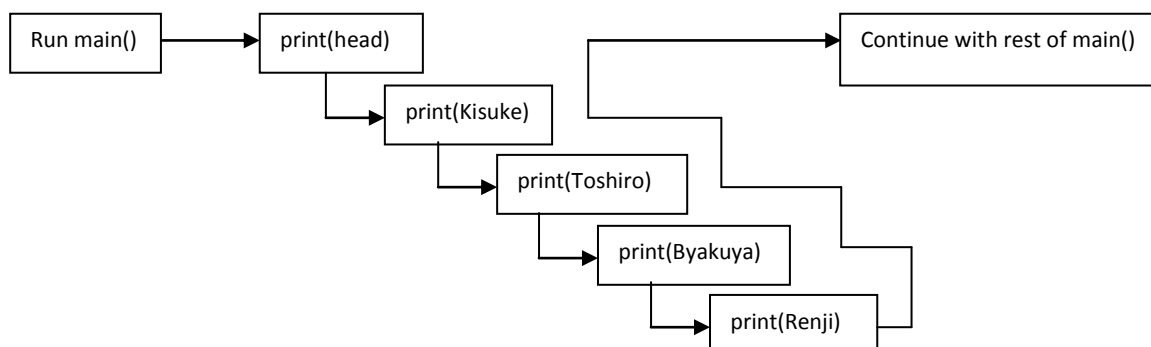 Run main()
print(head)
Continue with rest of main()
print(Kisuke)
print(Toshiro)
print(Byakuya)
print(Renji)